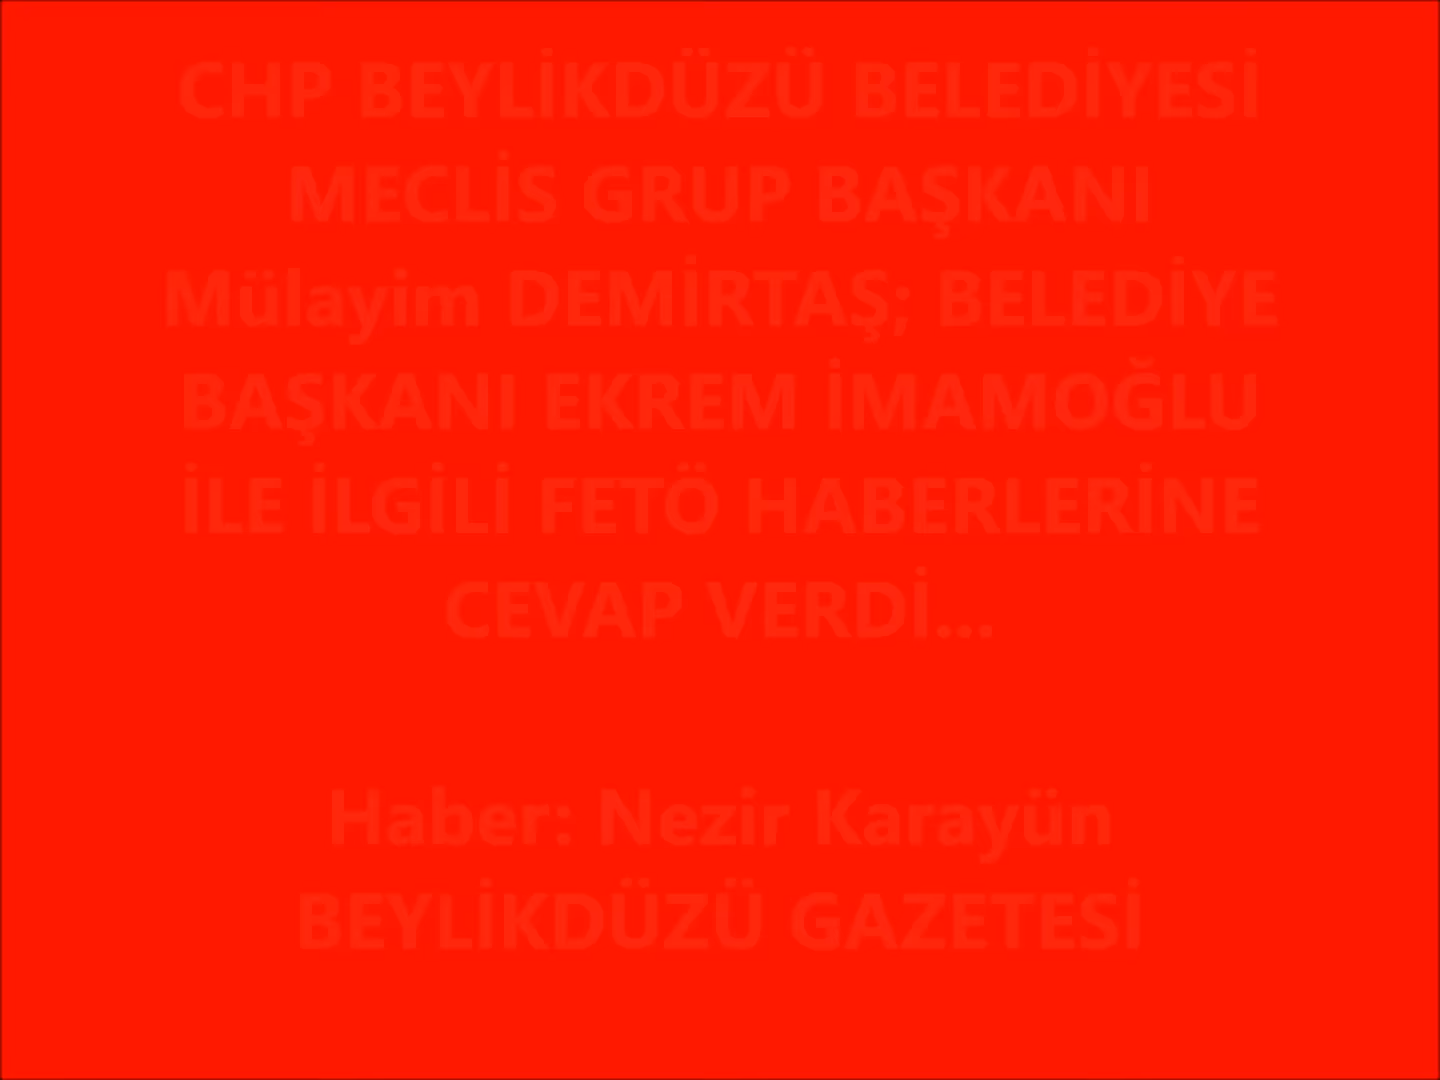 CHP BEYLİKDÜZÜ BELEDİYESİ
MECLİS GRUP BAŞKANI
Mülayim DEMİRTAŞ; BELEDİYE
BAŞKANI EKREM İMAMOĞLU
İLE İLGİLİ FETÖ HABERLERİNE
CEVAP VERDİ...
Haber: Nezir Karayün
BEYLİKDÜZÜ GAZETESİ